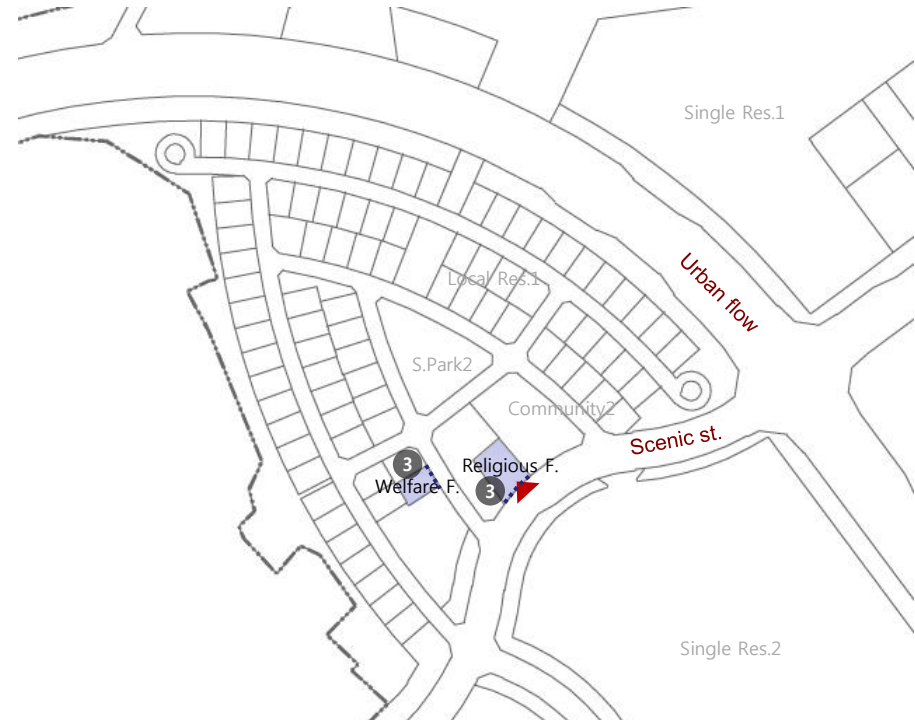 Single Res.1
Urban flow
Local Res.1
S.Park2
Community2
Scenic st.
3
Religious F.
Welfare F.
3
Single Res.2